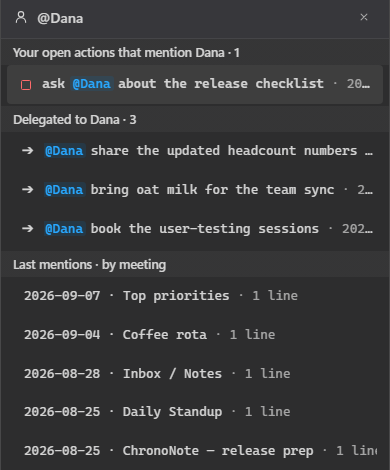 @Dana
Your open actions that mention Dana · 1
ask @Dana about the release checklist · 20…
Delegated to Dana · 3
→ @Dana share the updated headcount numbers …
→ @Dana bring oat milk for the team sync · 2…
→ @Dana book the user-testing sessions · 202…
Last mentions · by meeting
2026-09-07 · Top priorities · 1 line
2026-09-04 · Coffee rota · 1 line
2026-08-28 · Inbox / Notes · 1 line
2026-08-25 · Daily Standup · 1 line
2026-08-25 · ChronoNote — release prep · 1 line